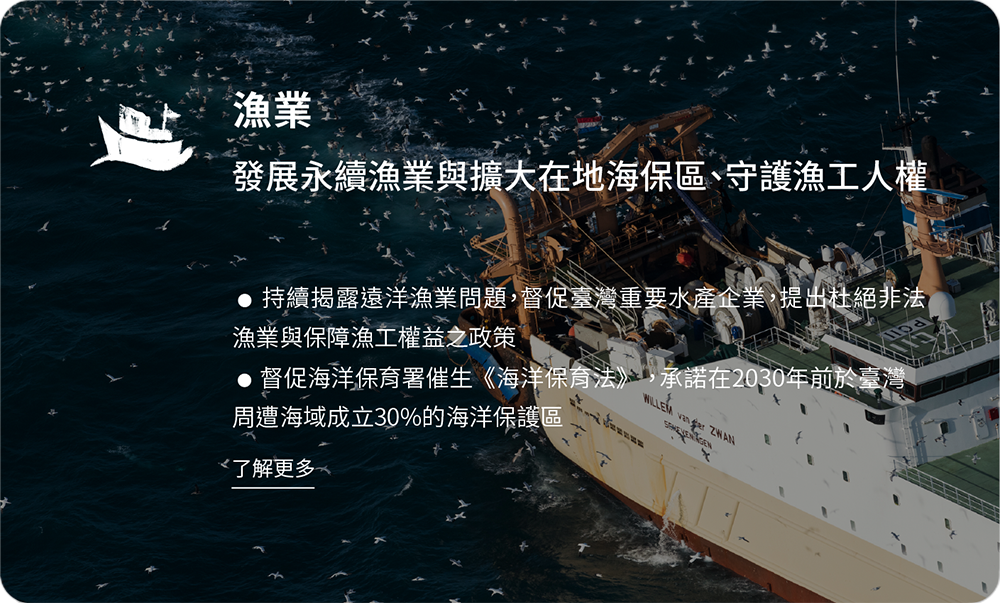 漁業
發展永續漁業與擴大在地海保區、守護漁工人權
● 持續揭露遠洋漁業問題，督促臺灣重要水產企業，提出杜絕非法
漁業與保障漁工權益之政策
● 督促海洋保育署催生《海洋保育法》，承諾在2030年前於臺灣
周遭海域成立30%的海洋保護區
了解更多
WILLEM van der ZWAN
SCHEVENINGEN